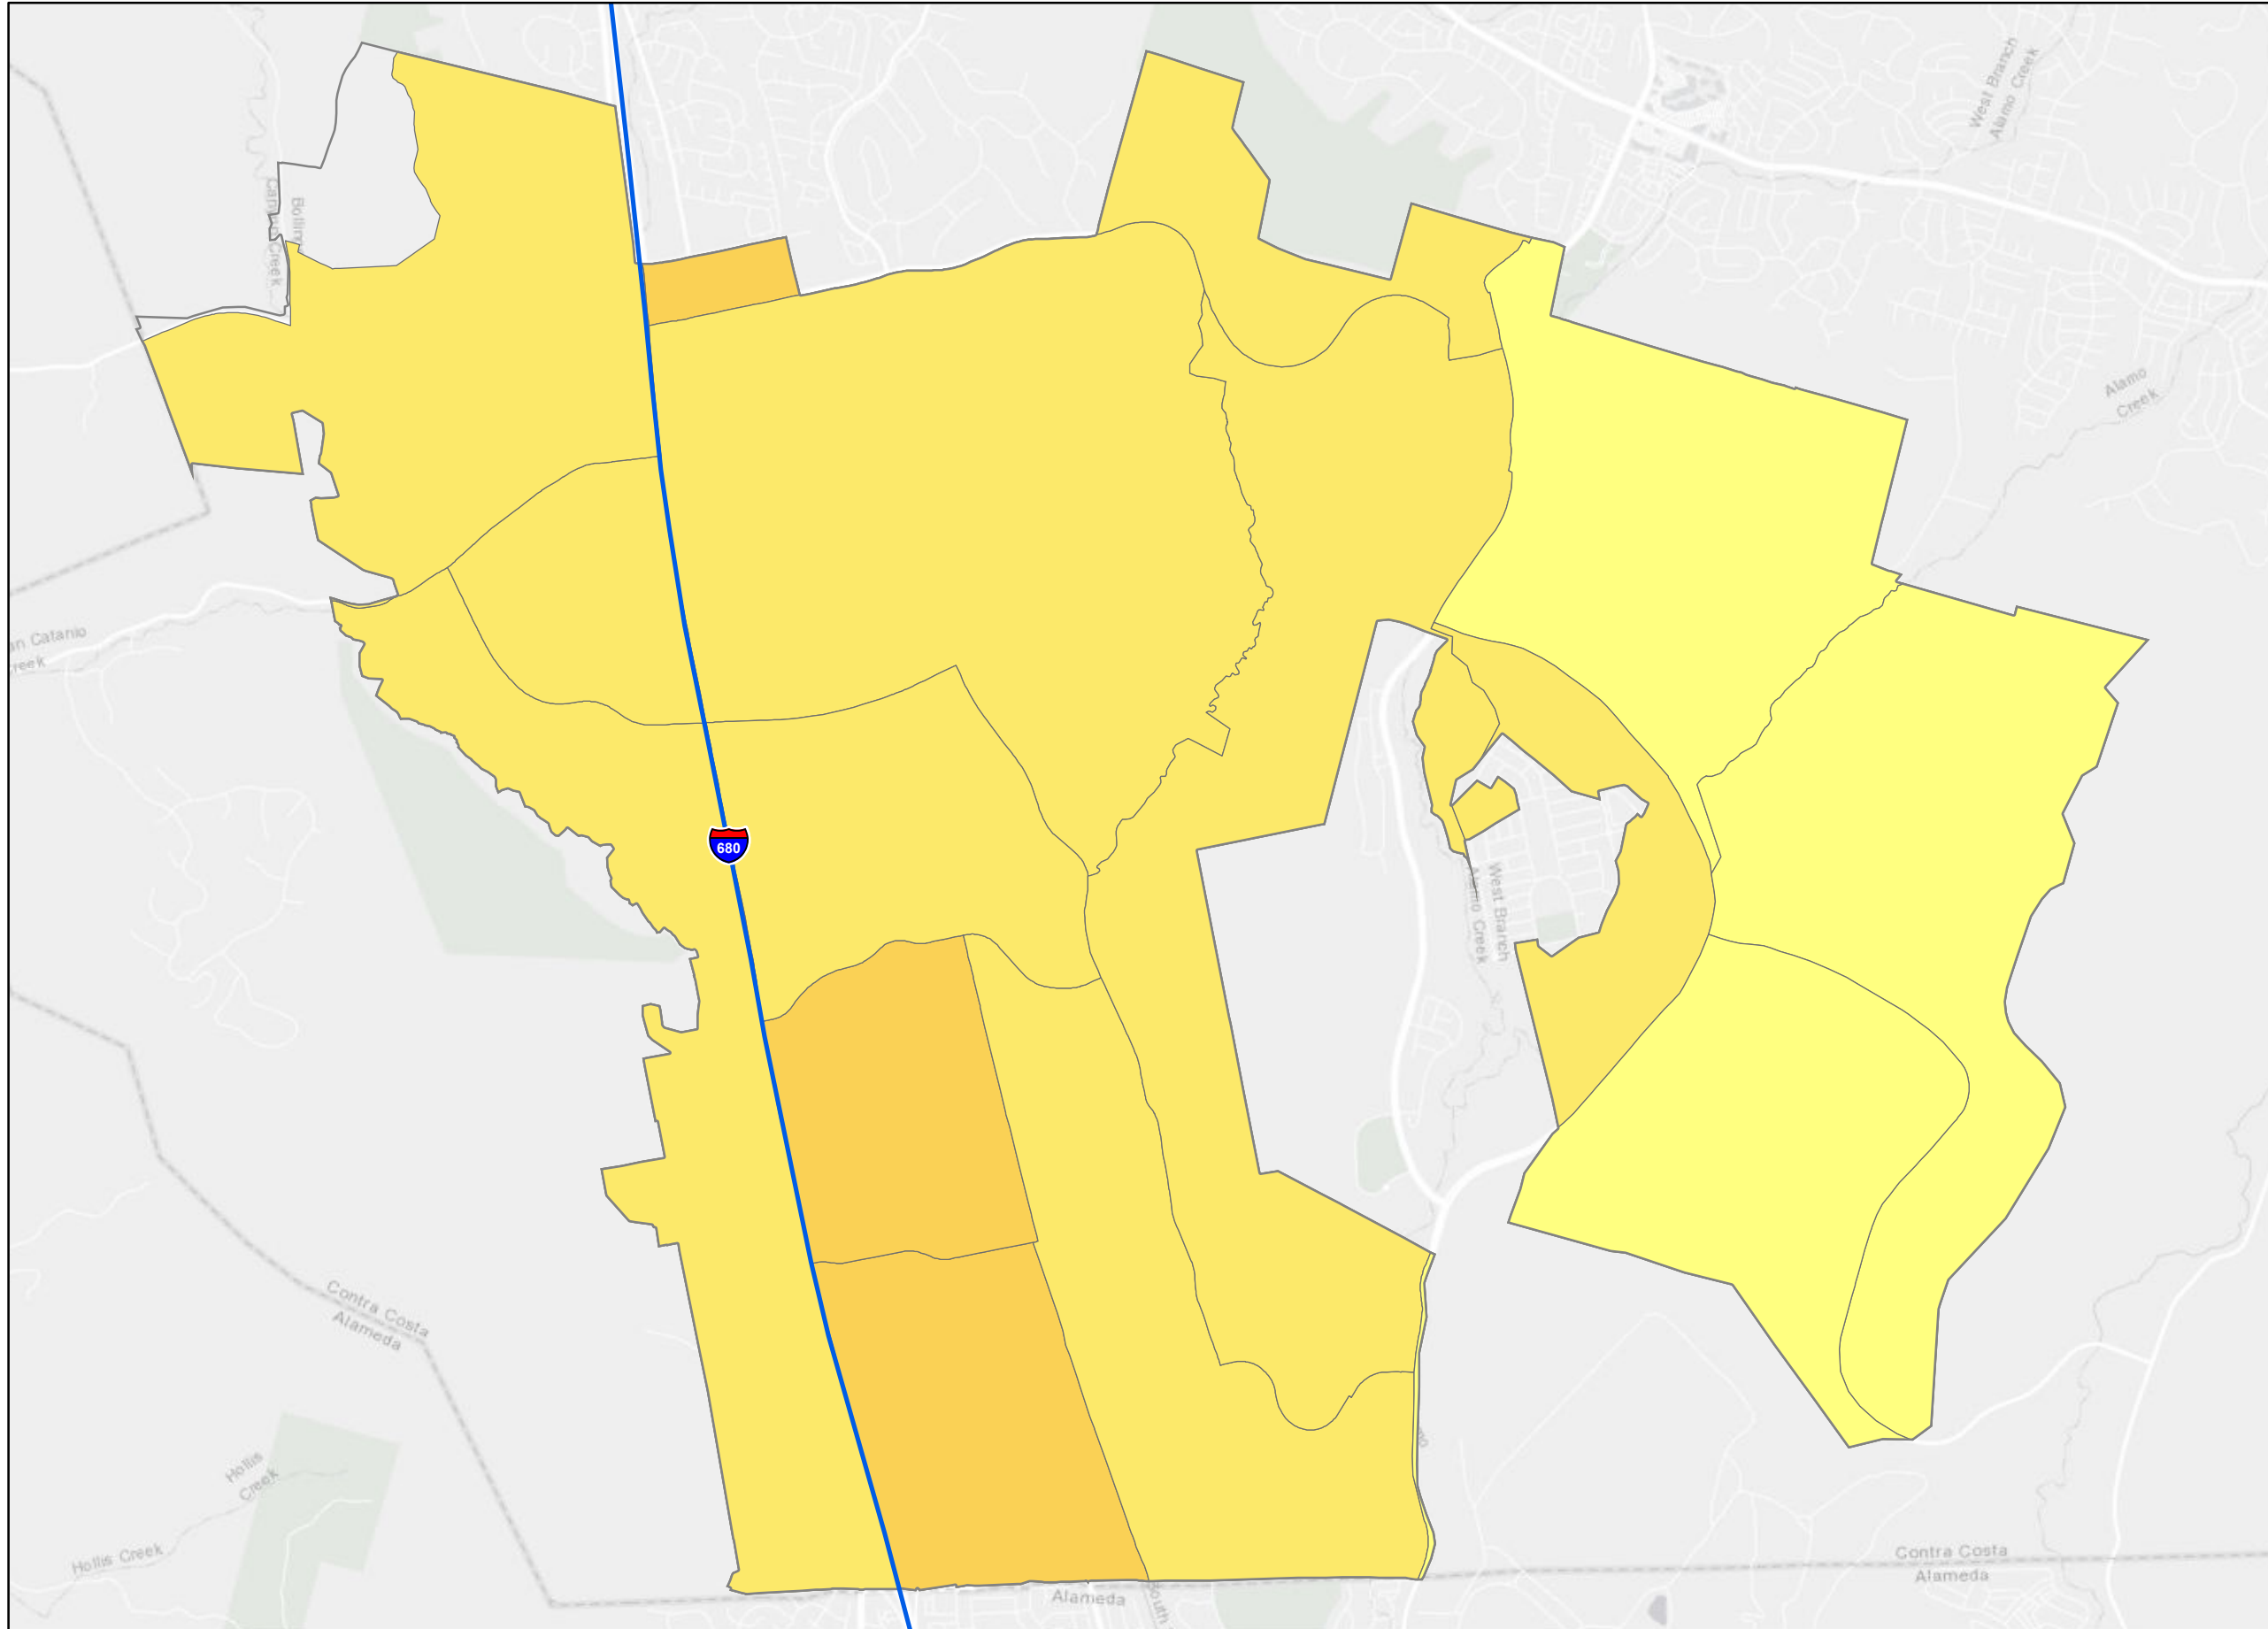 West Branch
Alamo Creek
Creek
Alamo
Creek
680
West Branch
Alamo Creek
Contra Costa
Alameda
Hollis
Creek
Hollis Creek
Contra Costa
Alameda
Alameda
South